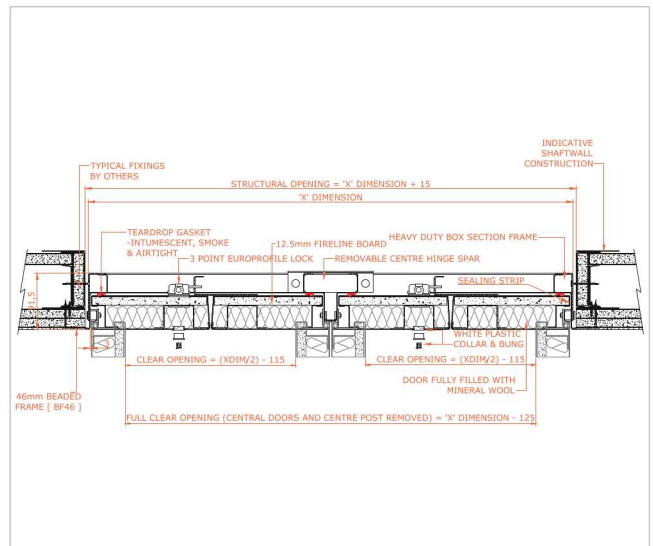 INDICATIVE
SHAFTWALL
CONSTRUCTION
TYPICAL FIXINGS
BY OTHERS
STRUCTURAL OPENING = 'X' DIMENSION + 15
'X' DIMENSION
TEARDROP GASKET
-INTUMESCENT, SMOKE
& AIRTIGHT
12.5mm FIRELINE BOARD
HEAVY DUTY BOX SECTION FRAME
3 POINT EUROPROFILE LOCK
REMOVABLE CENTRE HINGE SPAR
SEALING STRIP
91,5
3
WHITE PLASTIC
COLLAR & BUNG
CLEAR OPENING = (XDIM/2) - 115
CLEAR OPENING = (XDIM/2) - 115
DOOR FULLY FILLED WITH
MINERAL WOOL
46mm BEADED
FRAME [ BF46 ]
FULL CLEAR OPENING (CENTRAL DOORS AND CENTRE POST REMOVED) = 'X' DIMENSION - 125